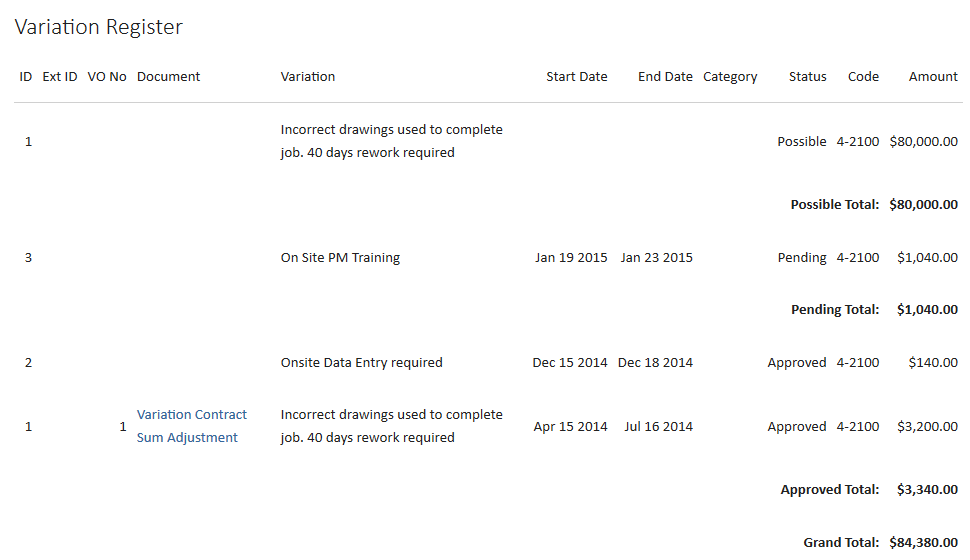 Variation Register
ID Ext ID VO No Document Variation Start Date End Date Category Status Code Amount
1 Incorrect drawings used to complete job. 40 days rework required Possible 4-2100 $80,000.00
Possible Total: $80,000.00
3 On Site PM Training Jan 19 2015 Jan 23 2015 Pending 4-2100 $1,040.00
Pending Total: $1,040.00
2 Onsite Data Entry required Dec 15 2014 Dec 18 2014 Approved 4-2100 $140.00
1 1 Variation Contract Sum Adjustment Incorrect drawings used to complete job. 40 days rework required Apr 15 2014 Jul 16 2014 Approved 4-2100 $3,200.00
Approved Total: $3,340.00
Grand Total: $84,380.00